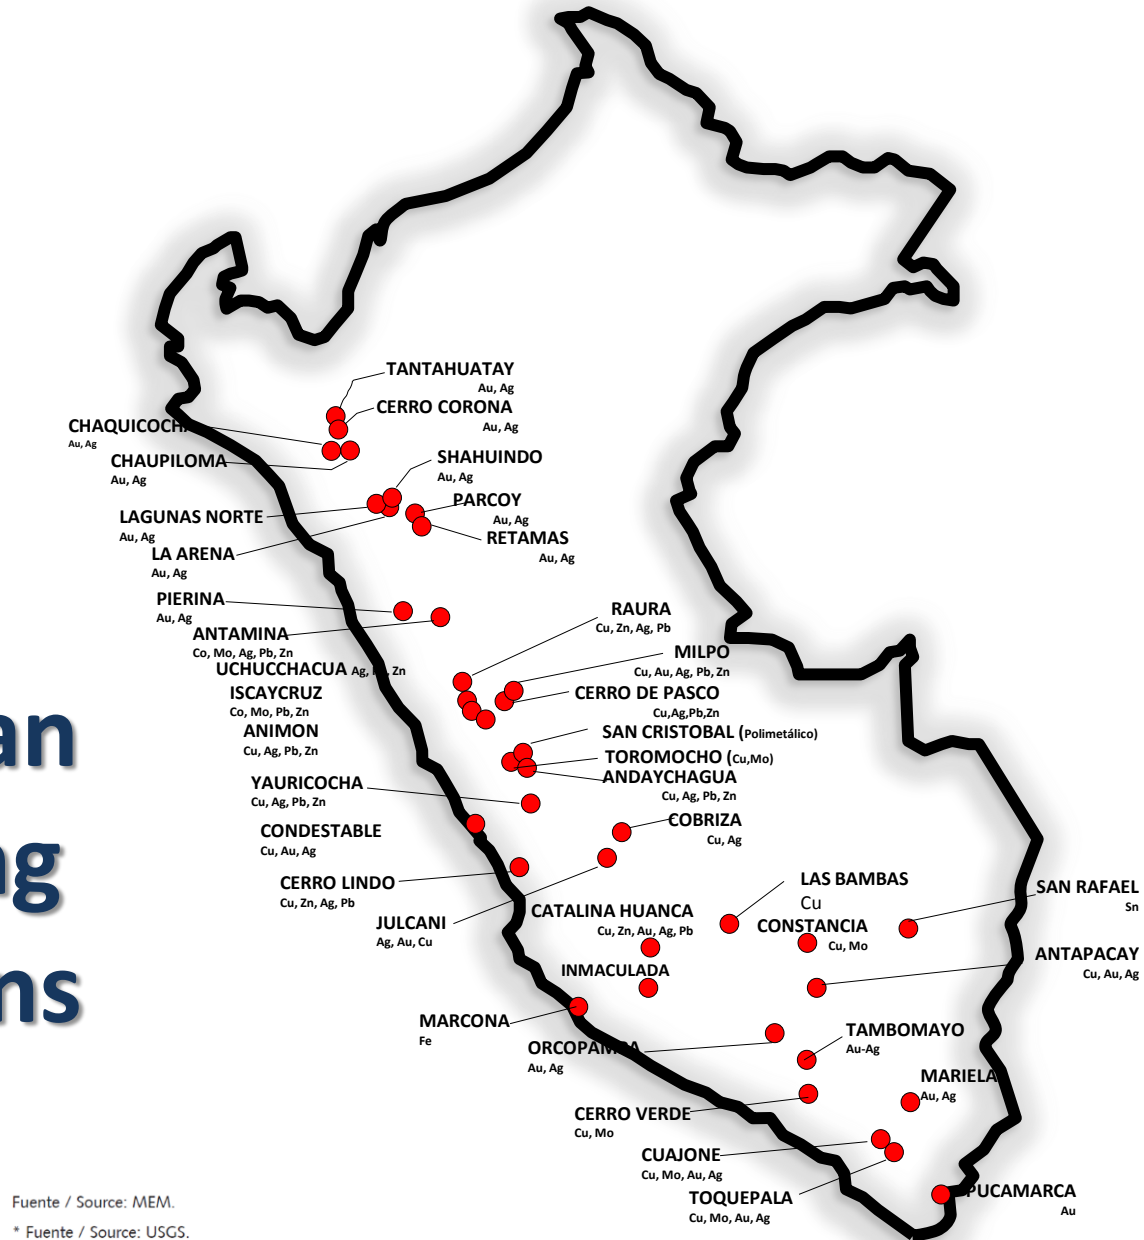 TANTAHUATAY
Au, Ag
CERRO CORONA
Au, Ag
CHAQUICOCHA
Au, Ag
CHAUPILOMA
Au, Ag
SHAHUINDO
Au, Ag
PARCOY
Au, Ag
LAGUNAS NORTE
Au, Ag
RETAMAS
Au, Ag
LA ARENA
Au, Ag
PIERINA
Au, Ag
RAURA
Cu, Zn, Ag, Pb
ANTAMINA
Co, Mo, Ag, Pb, Zn
MILPO
Cu, Au, Ag, Pb, Zn
UCHUCCHACUA Ag, Zn
ISCAYCRUZ
Co, Mo, Pb, Zn
CERRO DE PASCO
Cu,Ag,Pb,Zn
ANIMON
Cu, Ag, Pb, Zn
SAN CRISTOBAL (Polimetálico)
TOROMOCHO (Cu,Mo)
ANDAYCHAGUA
Cu, Ag, Pb, Zn
YAURICOCHA
Cu, Ag, Pb, Zn
COBRIZA
Cu, Ag
CONDESTABLE
Cu, Au, Ag
CERRO LINDO
Cu, Zn, Ag, Pb
LAS BAMBAS
Cu
SAN RAFAEL
Sn
JULCANI
Ag, Au, Cu
CATALINA HUANCA
Cu, Zn, Au, Ag, Pb
CONSTANCIA
Cu, Mo
ANTAPACAY
Cu, Au, Ag
INMACULADA
MARCONA
Fe
ORCOPAMPA
Au, Ag
TAMBOMAYO
Au-Ag
MARIELA
Au, Ag
CERRO VERDE
Cu, Mo
CUAJONE
Cu, Mo, Au, Ag
TOQUEPALA
Cu, Mo, Au, Ag
PUCAMARCA
Au
an
ng
ns
Fuente / Source: MEM.
* Fuente / Source: USGS.